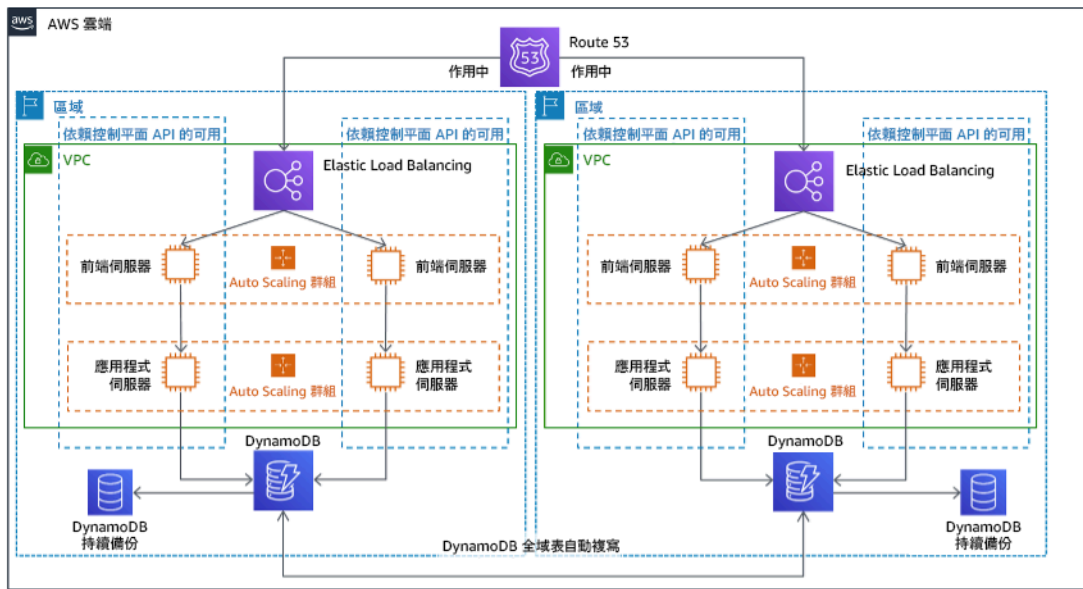 aws
AWS 雲端
53
Route 53
作用中
作用中
區域
依賴控制平面 API 的可用
依賴控制平面 API 的可用
VPC
Elastic Load Balancing
前端伺服器
Auto Scaling 群組
前端伺服器
應用程式
伺服器
Auto Scaling 群組
應用程式
伺服器
DynamoDB
DynamoDB
持續備份
區域
依賴控制平面 API 的可用
依賴控制平面 API 的可用
VPC
Elastic Load Balancing
前端伺服器
Auto Scaling 群組
前端伺服器
應用程式
伺服器
Auto Scaling 群組
應用程式
伺服器
DynamoDB
DynamoDB
持續備份
DynamoDB 全域表自動複寫